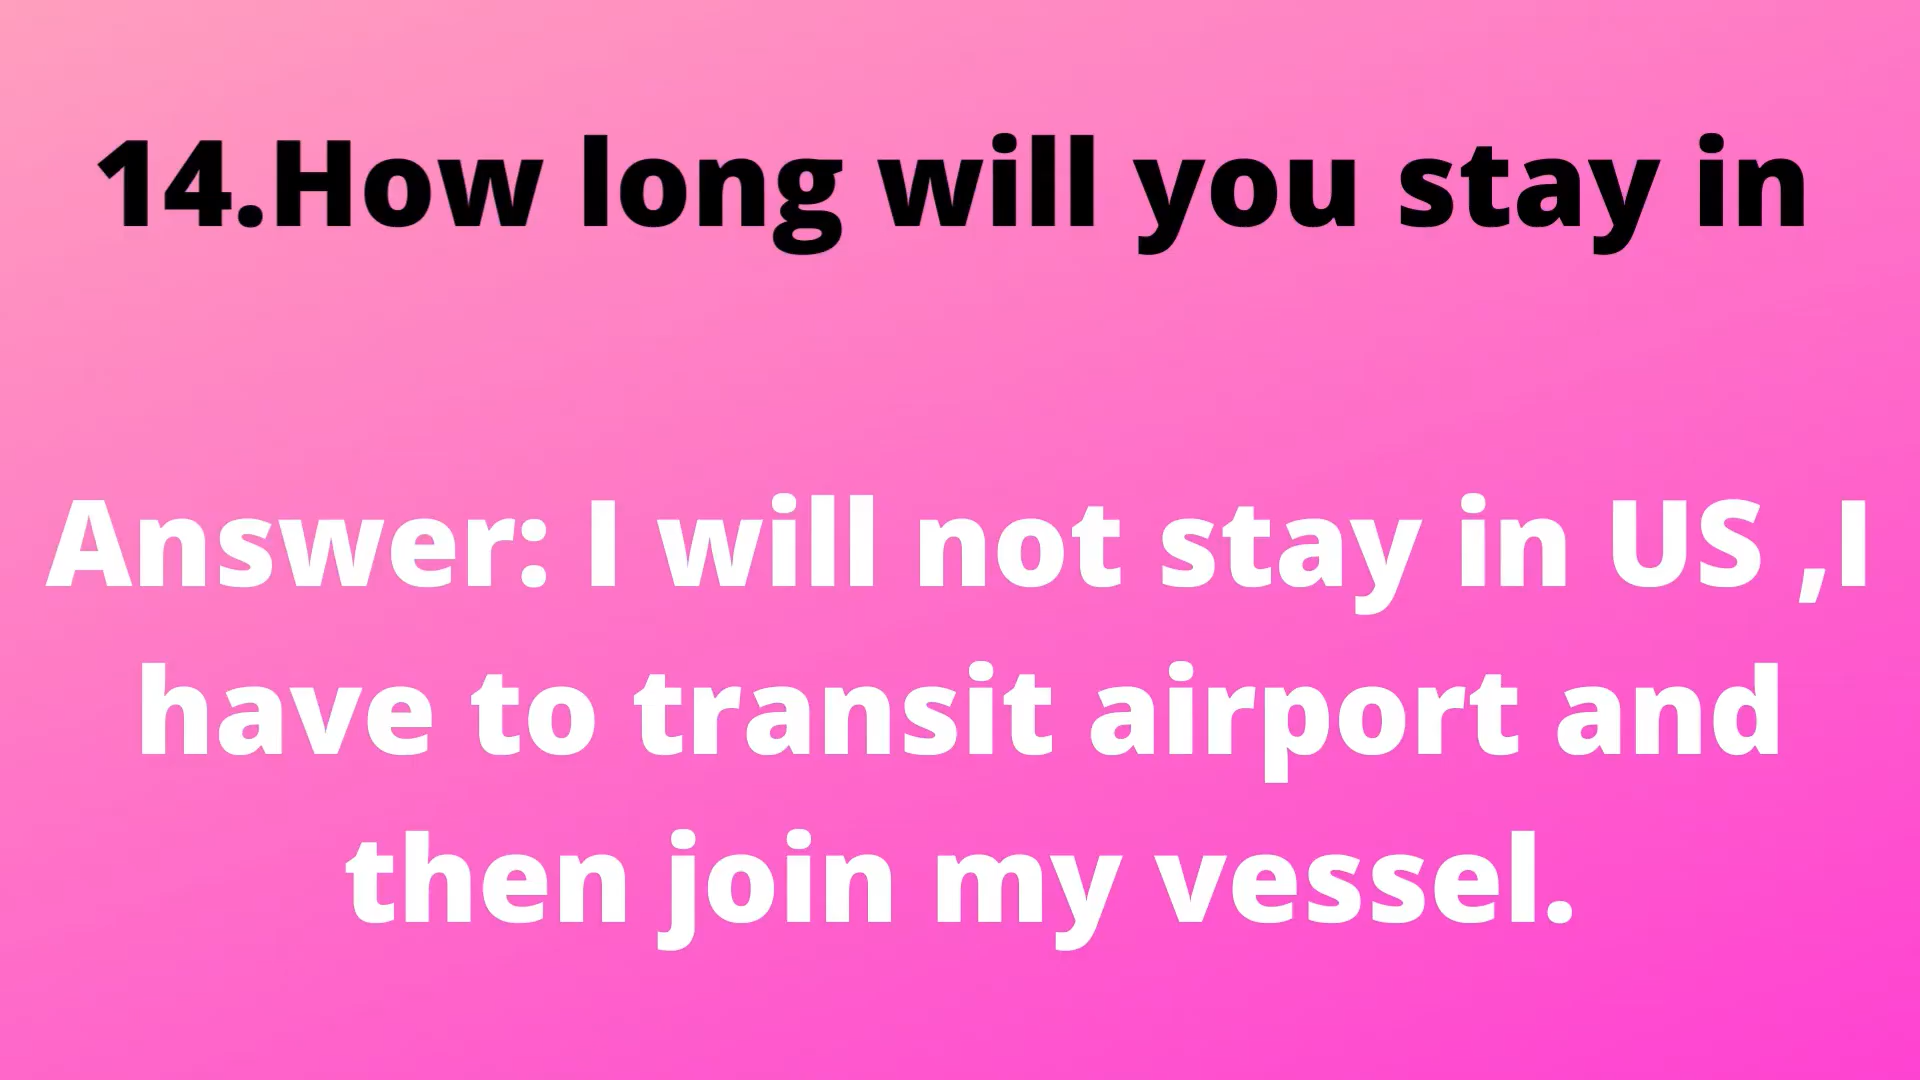 14.How long will you stay in
Answer: I will not stay in US ,I
have to transit airport and
then join my vessel.